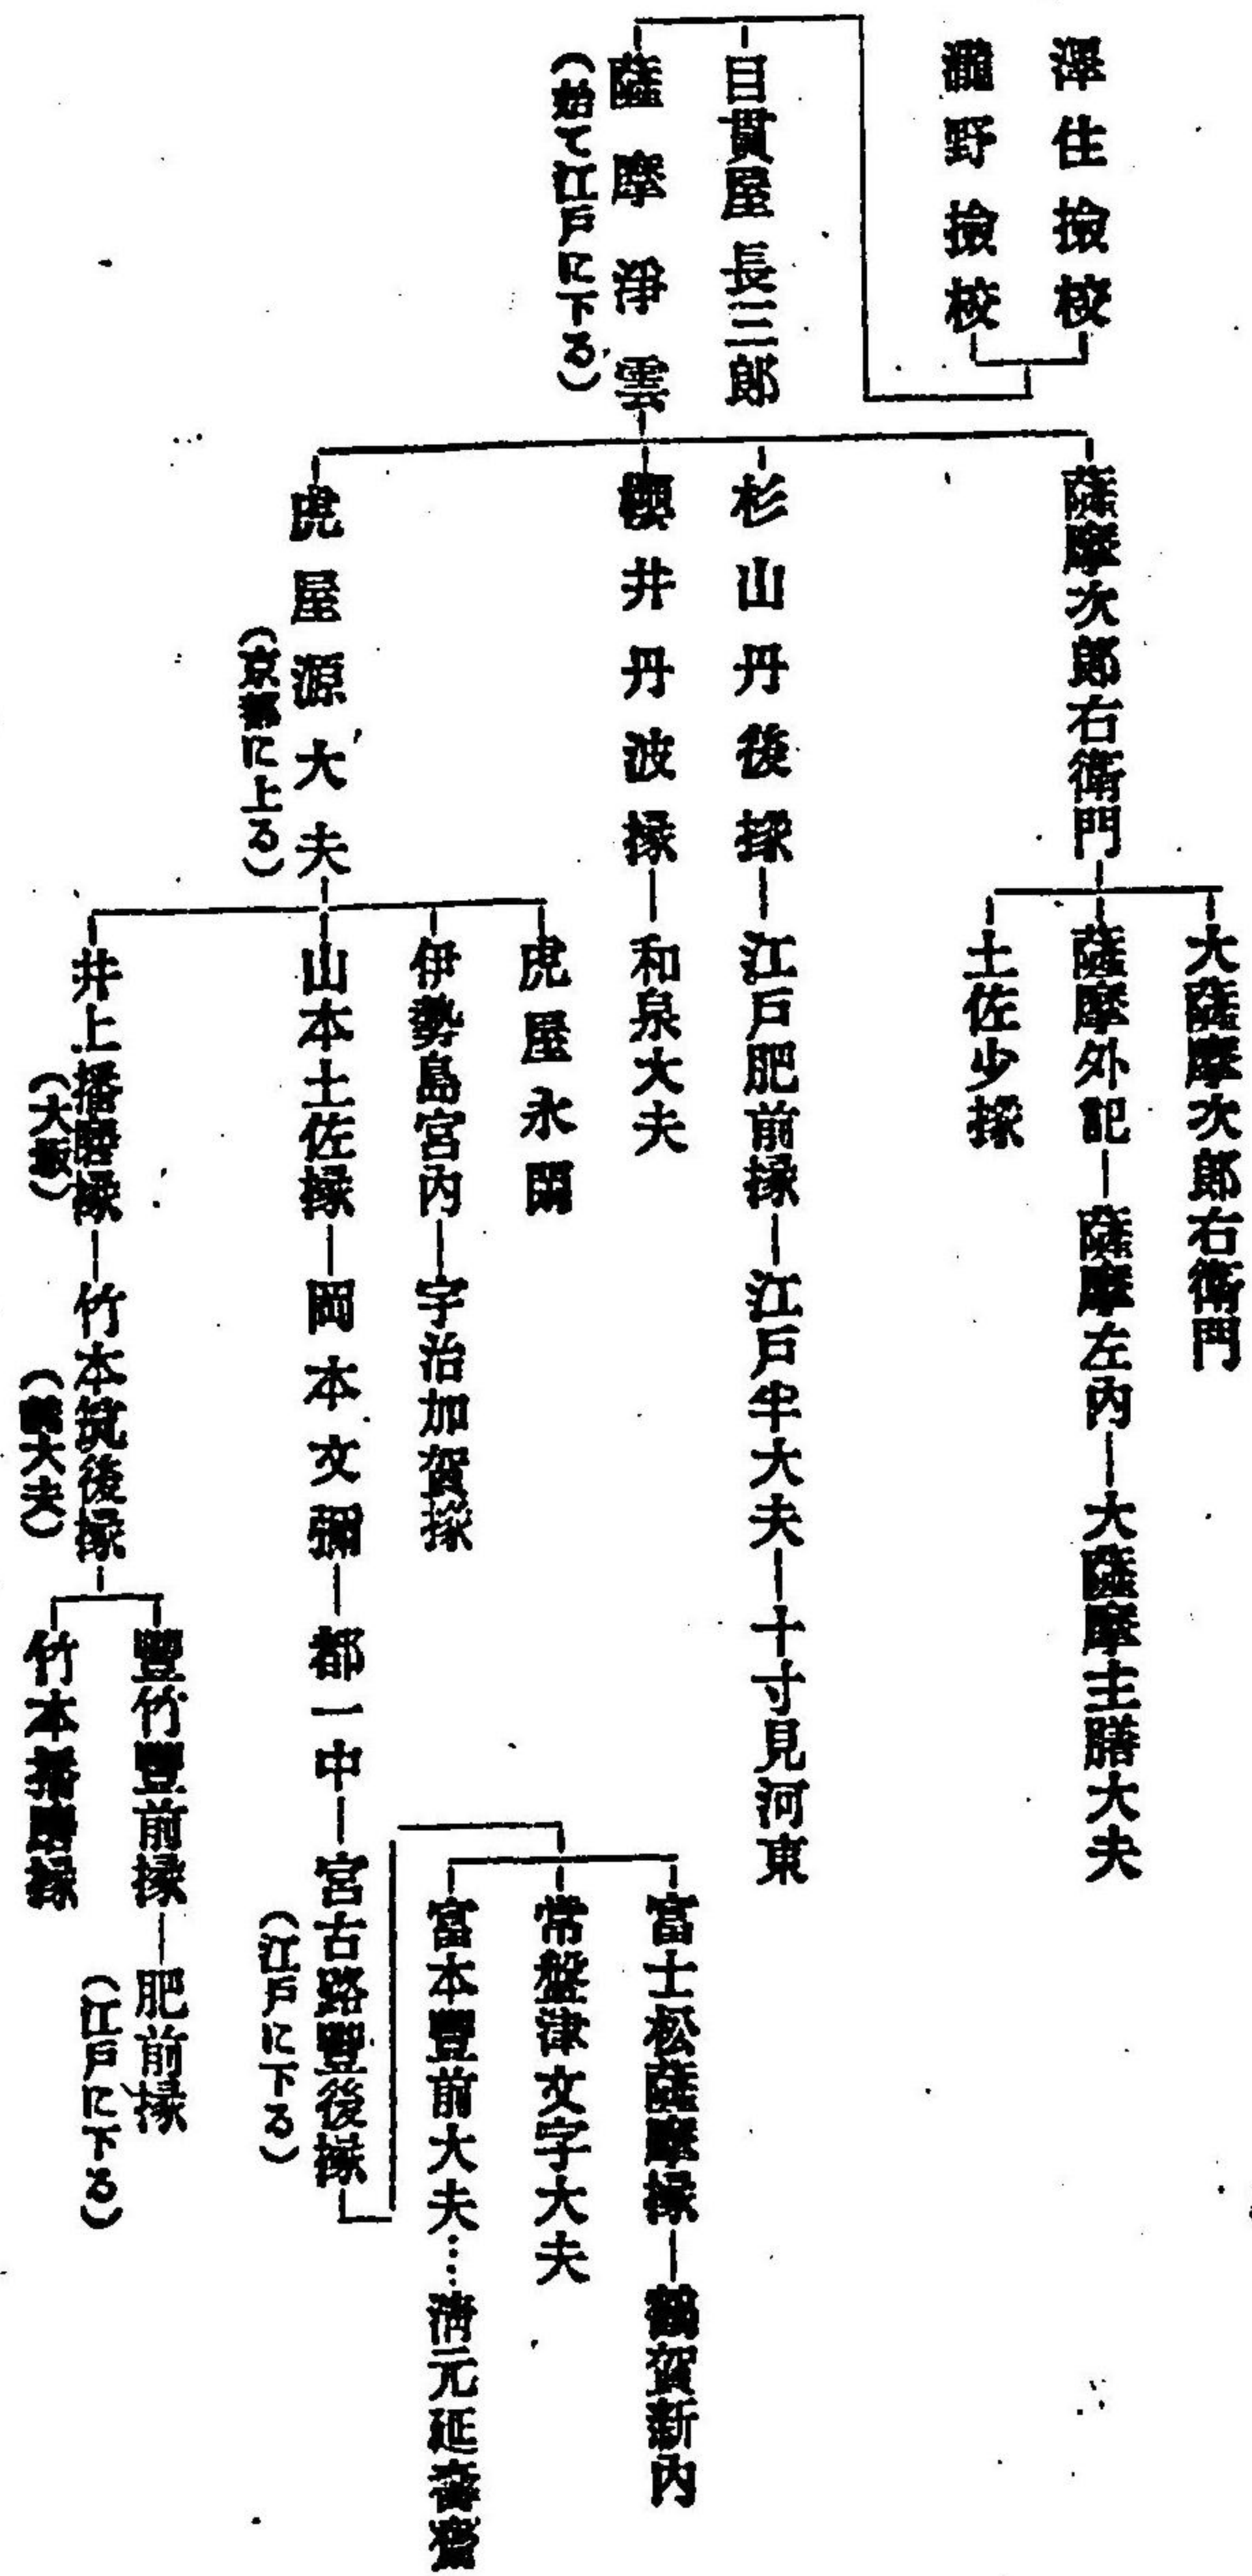 澤住撿校
瀧野撿校
目貫屋長三郎
薩摩淨雲
(始て江戸に下る)
薩摩次郎右衛門
杉山丹後掾
櫻井丹波掾
虎屋源大夫
(京都に上る)
大薩摩次郎右衛門
薩摩外記―薩摩左内―大薩摩主膳大夫
土佐少掾
江戸肥前掾―江戸半大夫―十寸見河東
和泉大夫
虎屋永閑
伊勢島宮内―宇治加賀掾
山本土佐掾―岡本文彌―都一中―宮古路豐後掾
(江戸に下る)
富士松薩摩掾―鶴賀新内
常盤津文字大夫
富本豐前大夫…淸元延壽齋
井上播磨掾―竹本筑後掾
(大阪)
(義大夫)
豐竹豐前掾―肥前掾
(江戸に下る)
竹本播磨掾